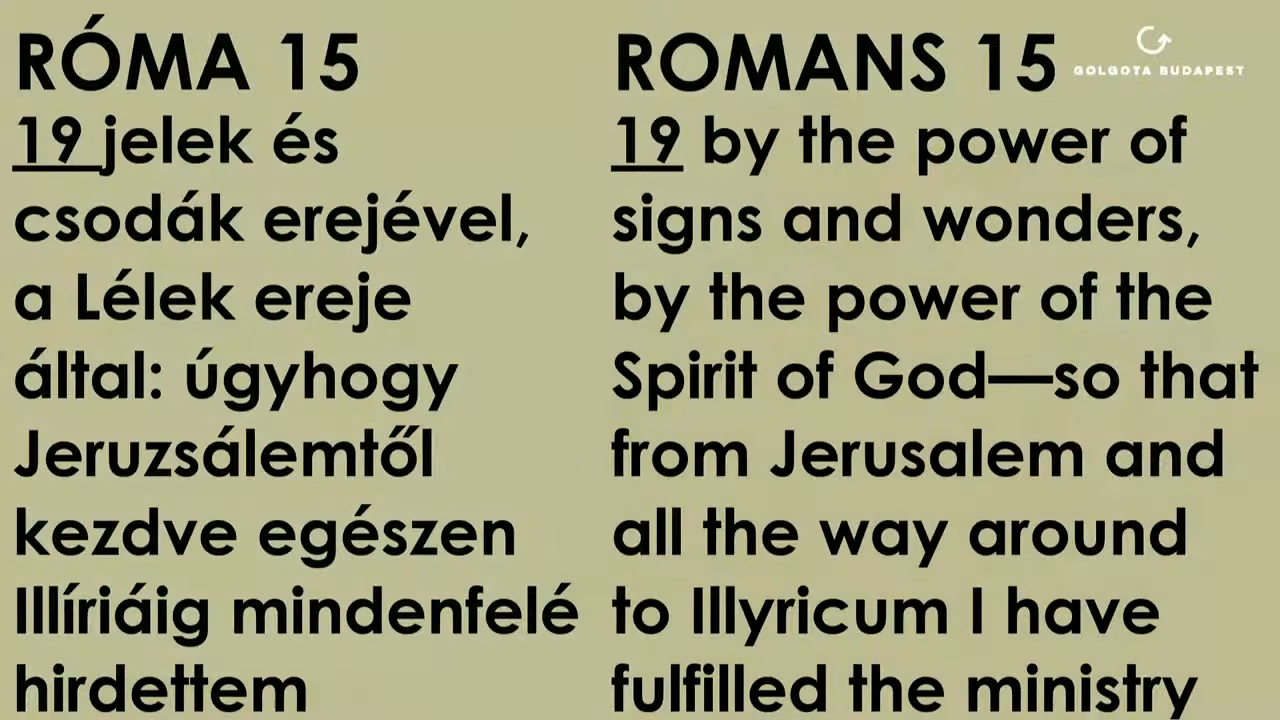 RÓMA 15
19 jelek és
csodák erejével,
a Lélek ereje
által: úgyhogy
Jeruzsálemtől
kezdve egészen
Illíriáig mindenfelé
hirdettem
ROMANS 15
19 by the power of
signs and wonders,
by the power of the
Spirit of God—so that
from Jerusalem and
all the way around
to Illyricum I have
fulfilled the ministry
GOLGOTA BUDAPEST